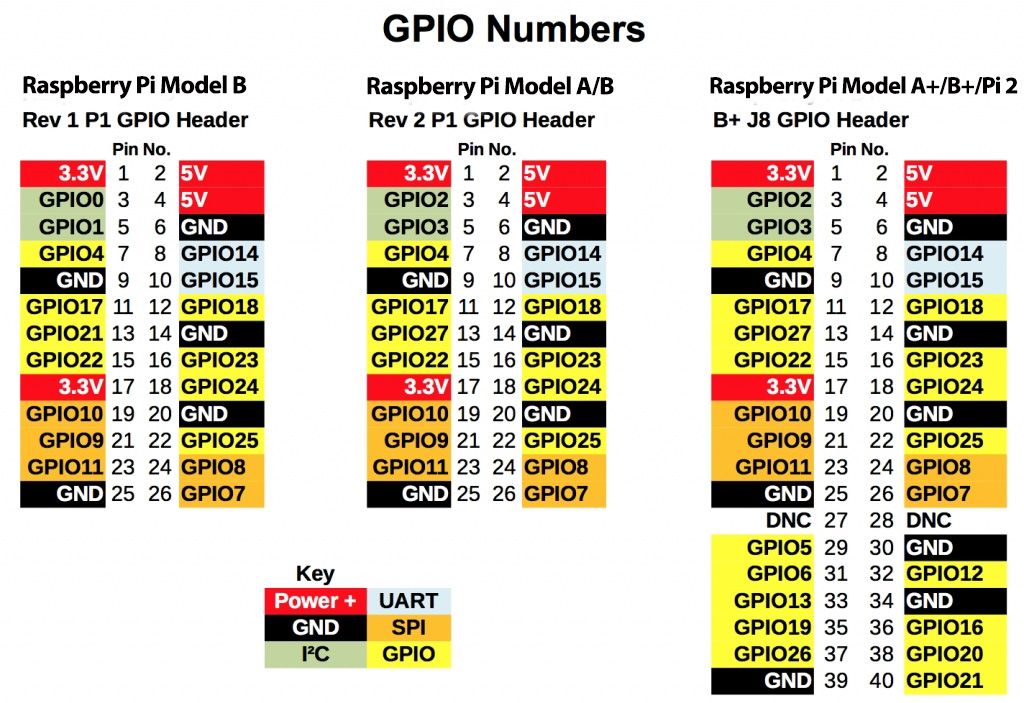 GPIO Numbers
Raspberry Pi Model B
Rev 1 P1 GPIO Header
Pin No.
3.3V 1 2 5V
GPIO0 3 4 5V
GPIO1 5 6 GND
GPIO4 7 8 GPIO14
GND 9 10 GPIO15
GPIO17 11 12 GPIO18
GPIO21 13 14 GND
GPIO22 15 16 GPIO23
3.3V 17 18 GPIO24
GPIO10 19 20 GND
GPIO9 21 22 GPIO25
GPIO11 23 24 GPIO8
GND 25 26 GPIO7
Raspberry Pi Model A/B
Rev 2 P1 GPIO Header
Pin No.
3.3V 1 2 5V
GPIO2 3 4 5V
GPIO3 5 6 GND
GPIO4 7 8 GPIO14
GND 9 10 GPIO15
GPIO17 11 12 GPIO18
GPIO27 13 14 GND
GPIO22 15 16 GPIO23
3.3V 17 18 GPIO24
GPIO10 19 20 GND
GPIO9 21 22 GPIO25
GPIO11 23 24 GPIO8
GND 25 26 GPIO7
Raspberry Pi Model A+/B+/Pi 2
B+ J8 GPIO Header
Pin No.
3.3V 1 2 5V
GPIO2 3 4 5V
GPIO3 5 6 GND
GPIO4 7 8 GPIO14
GND 9 10 GPIO15
GPIO17 11 12 GPIO18
GPIO27 13 14 GND
GPIO22 15 16 GPIO23
3.3V 17 18 GPIO24
GPIO10 19 20 GND
GPIO9 21 22 GPIO25
GPIO11 23 24 GPIO8
GND 25 26 GPIO7
DNC 27 28 DNC
GPIO5 29 30 GND
GPIO6 31 32 GPIO12
GPIO13 33 34 GND
GPIO19 35 36 GPIO16
GPIO26 37 38 GPIO20
GND 39 40 GPIO21
Key
Power + UART
GND SPI
I²C GPIO